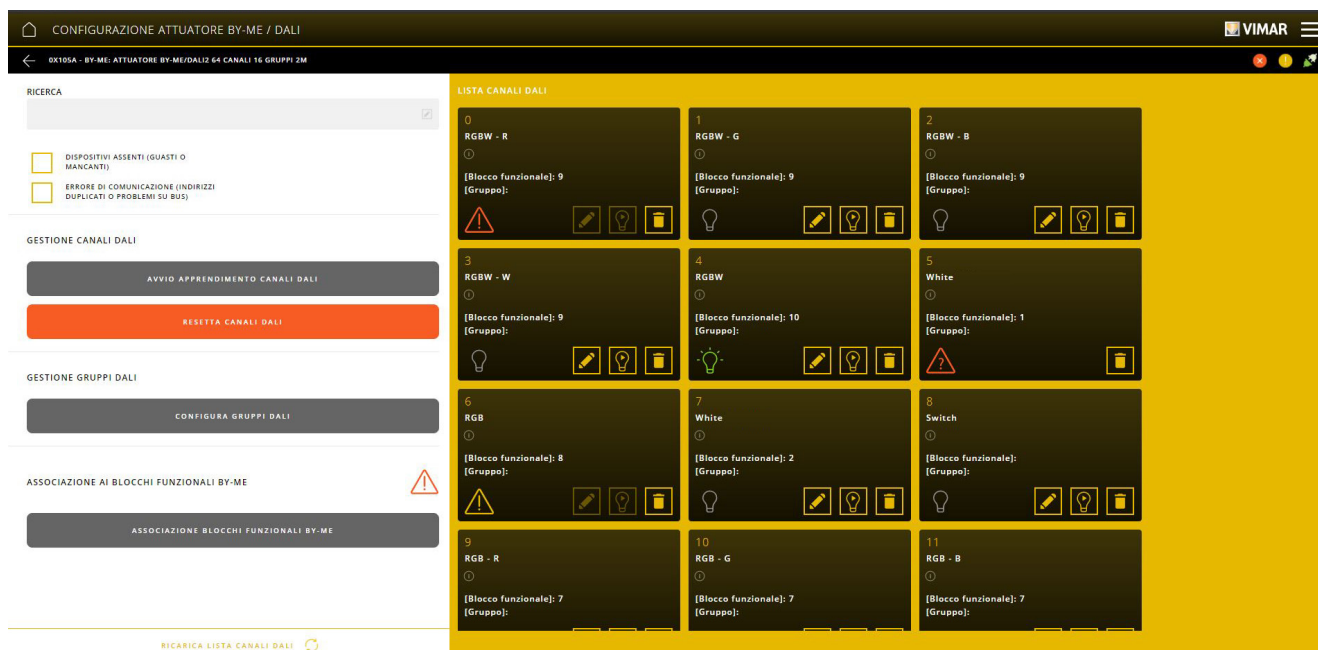 CONFIGURAZIONE ATTUATORE BY-ME / DALI
VIMAR
0X105A - BY-ME: ATTUATORE BY-ME/DALI2 64 CANALI 16 GRUPPI 2M
RICERCA
DISPOSITIVI ASSENTI (GUASTI O
MANCANTI)
ERRORE DI COMUNICAZIONE (INDIRIZZI
DUPLICATI O PROBLEMI SU BUS)
GESTIONE CANALI DALI
AVVIO APPRENDIMENTO CANALI DALI
RESETTA CANALI DALI
GESTIONE GRUPPI DALI
CONFIGURA GRUPPI DALI
ASSOCIAZIONE AI BLOCCHI FUNZIONALI BY-ME
ASSOCIAZIONE BLOCCHI FUNZIONALI BY-ME
RICARICA LISTA CANALI DALI
LISTA CANALI DALI
0
RGBW - R
[Blocco funzionale]: 9
[Gruppo]:
1
RGBW - G
[Blocco funzionale]: 9
[Gruppo]:
2
RGBW - B
[Blocco funzionale]: 9
[Gruppo]:
3
RGBW - W
[Blocco funzionale]: 9
[Gruppo]:
4
RGBW
[Blocco funzionale]: 10
[Gruppo]:
5
White
[Blocco funzionale]: 1
[Gruppo]:
6
RGB
[Blocco funzionale]: 8
[Gruppo]:
7
White
[Blocco funzionale]: 2
[Gruppo]:
8
Switch
[Blocco funzionale]:
[Gruppo]:
9
RGB - R
[Blocco funzionale]: 7
[Gruppo]:
10
RGB - G
[Blocco funzionale]: 7
[Gruppo]:
11
RGB - B
[Blocco funzionale]: 7
[Gruppo]: